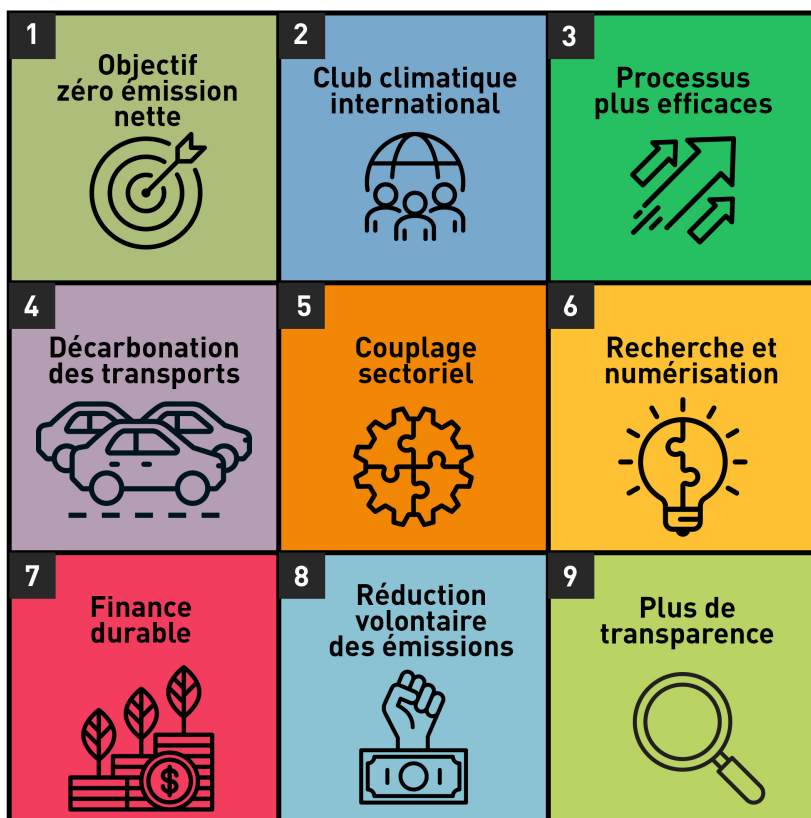 1
Objectif
zéro émission
nette
2
Club climatique
international
3
Processus
plus efficaces
4
Décarbonation
des transports
5
Couplage
sectoriel
6
Recherche et
numérisation
7
Finance
durable
$
8
Réduction
volontaire
des émissions
9
Plus de
transparence